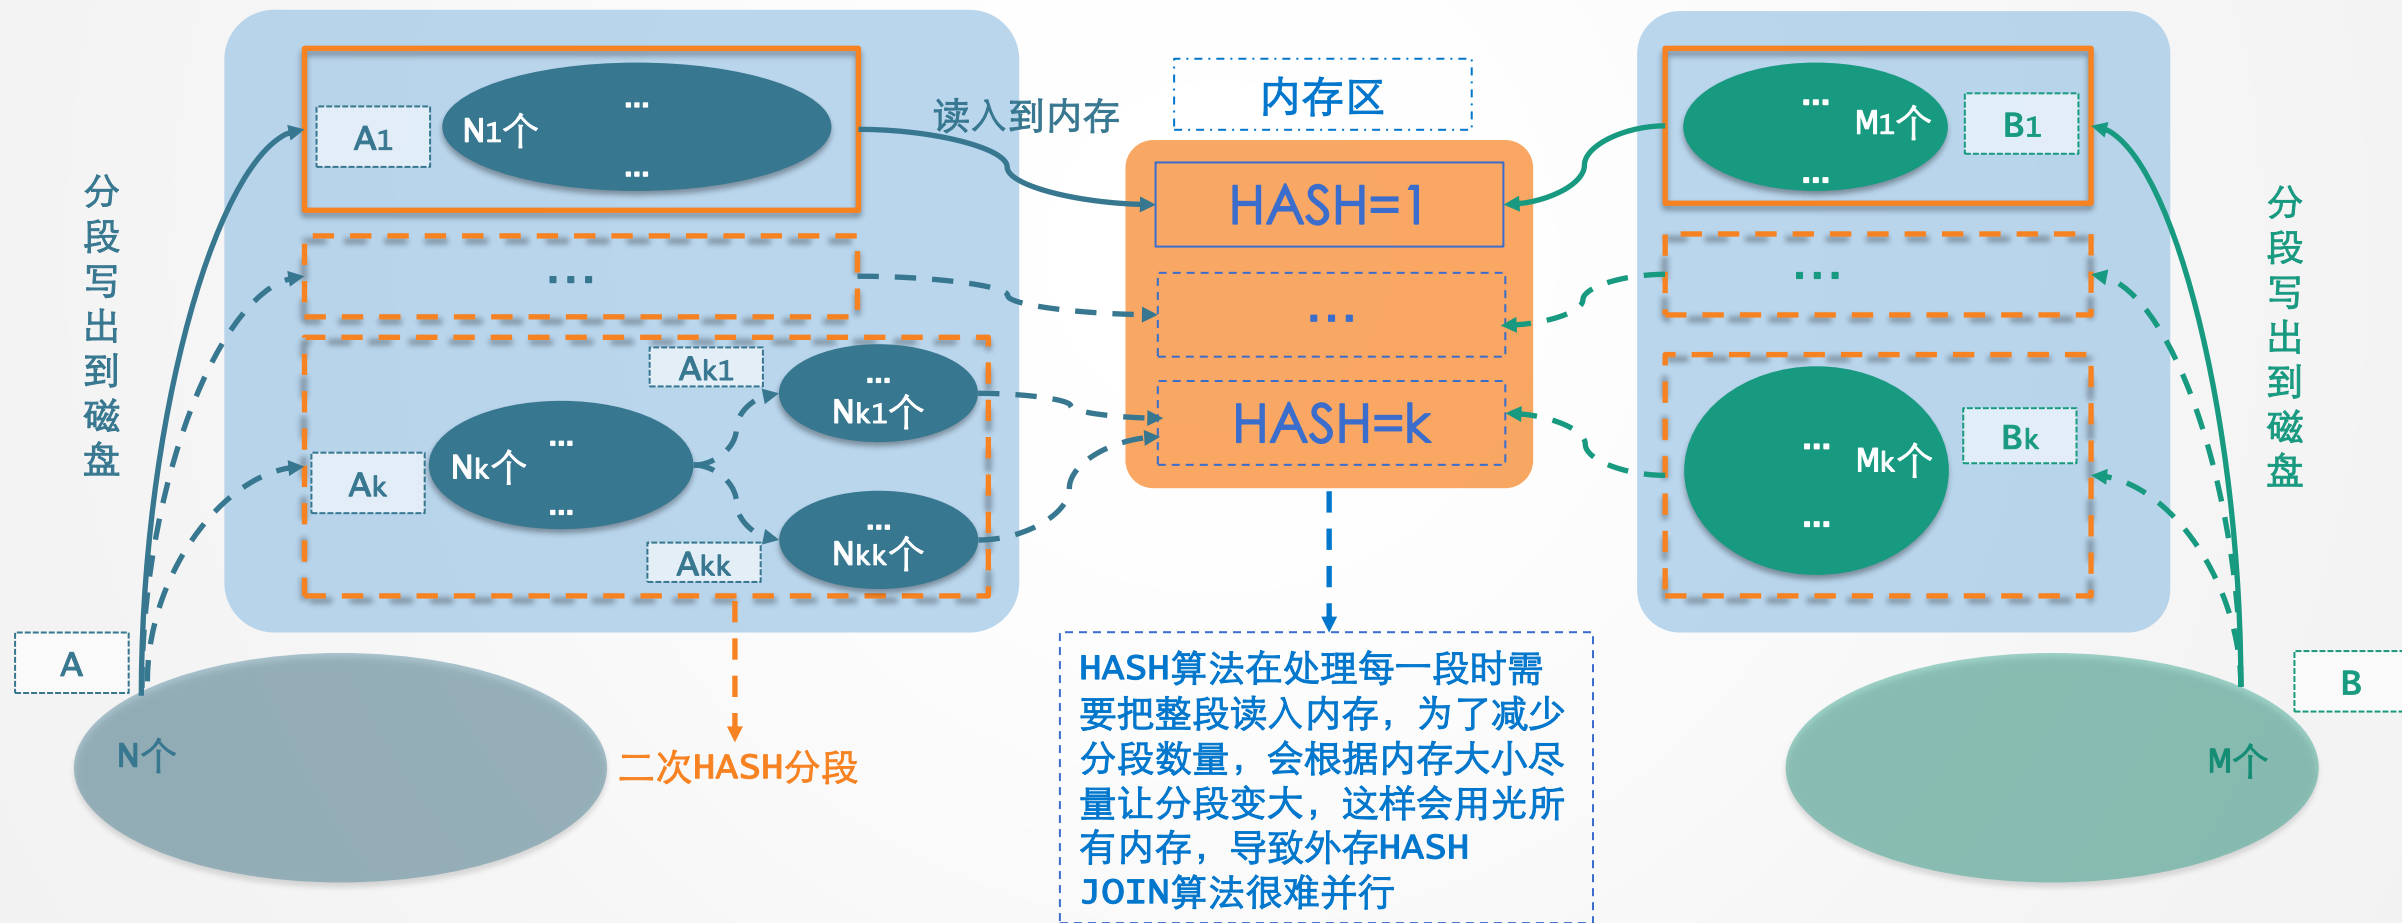 分段写出到磁盘
A
N个
A1
N1个
...
...
...
Ak
Nk个
...
...
Ak1
...
Nk1个
Akk
...
Nkk个
二次HASH分段
读入到内存
内存区
HASH=1
...
HASH=k
HASH算法在处理每一段时需
要把整段读入内存，为了减少
分段数量，会根据内存大小尽
量让分段变大，这样会用光所
有内存，导致外存HASH
JOIN算法很难并行
...
M1个
...
B1
...
...
Mk个
...
Bk
分段写出到磁盘
B
M个